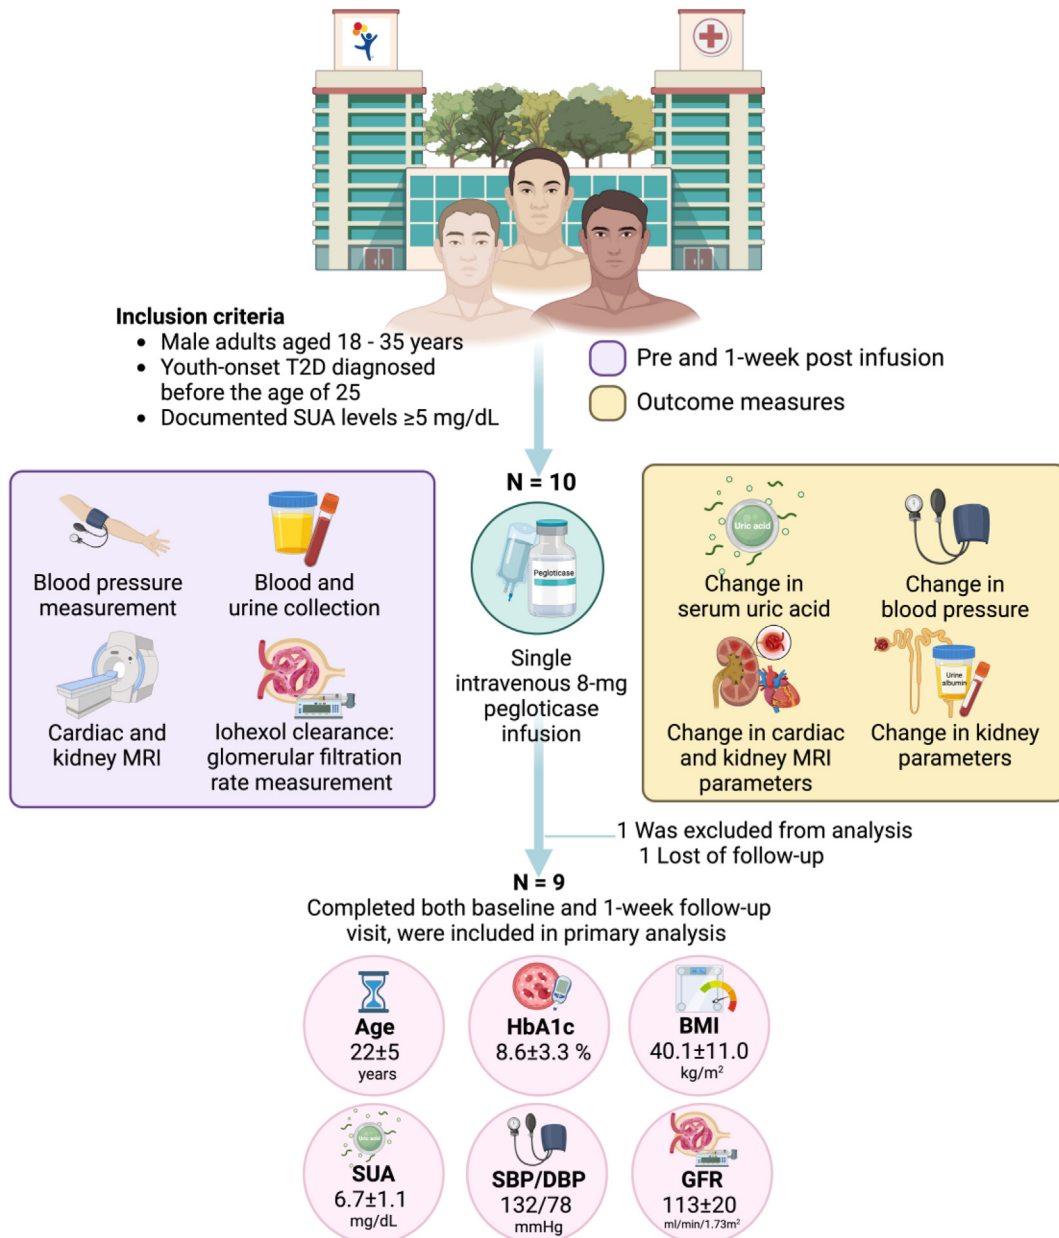 Inclusion criteria
• Male adults aged 18 - 35 years
• Youth-onset T2D diagnosed
before the age of 25
• Documented SUA levels ≥5 mg/dL
Pre and 1-week post infusion
Outcome measures
Blood pressure
measurement
Blood and
urine collection
Cardiac and
kidney MRI
Iohexol clearance:
glomerular filtration
rate measurement
N = 10
Pegloticase
Single
intravenous 8-mg
pegloticase
infusion
Uric acid
Change in
serum uric acid
Change in
blood pressure
Change in cardiac
and kidney MRI
parameters
Urine
albumin
Change in kidney
parameters
1 Was excluded from analysis
1 Lost of follow-up
N = 9
Completed both baseline and 1-week follow-up
visit, were included in primary analysis
Age
22±5
years
HbA1c
8.6±3.3 %
BMI
40.1±11.0
kg/m²
Uric acid
SUA
6.7±1.1
mg/dL
SBP/DBP
132/78
mmHg
GFR
113±20
ml/min/1.73m²